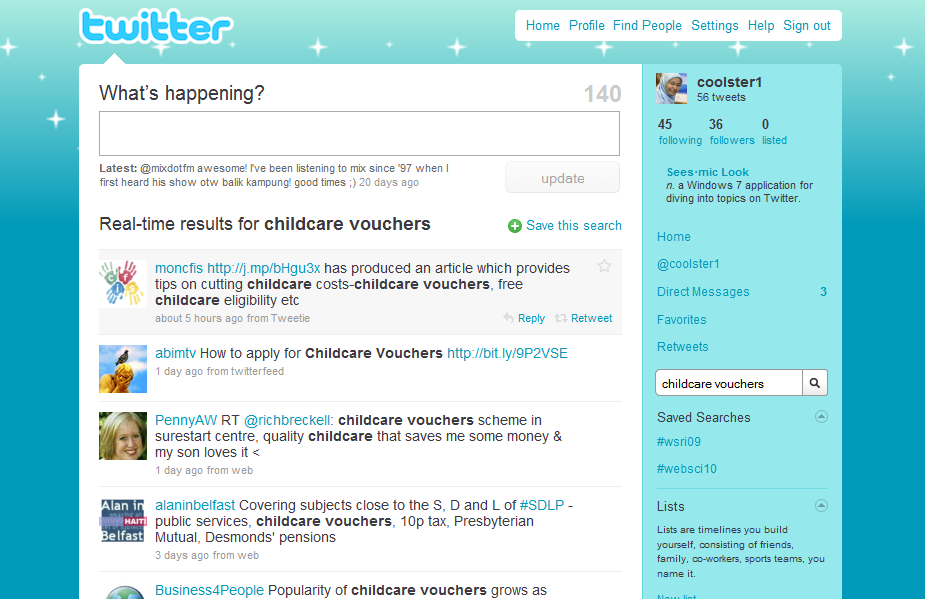 twitter
Home Profile Find People Settings Help Sign out
What's happening?
140
Latest: @mixdotfm awesome! I've been listening to mix since '97 when I
first heard his show otw balik kampung! good times ;) 20 days ago
update
Real-time results for childcare vouchers
Save this search
moncfis http://j.mp/bHgu3x has produced an article which provides
tips on cutting childcare costs-childcare vouchers, free
childcare eligibility etc
about 5 hours ago from Tweetie
Reply Retweet
abimtv How to apply for Childcare Vouchers http://bit.ly/9P2VSE
1 day ago from twitterfeed
PennyAW RT @richbreckell: childcare vouchers scheme in
surestart centre, quality childcare that saves me some money &
my son loves it <
1 day ago from web
Alan in
HAITI
Belfast
alaninbelfast Covering subjects close to the S, D and L of #SDLP -
public services, childcare vouchers, 10p tax, Presbyterian
Mutual, Desmonds' pensions
3 days ago from web
Business4People Popularity of childcare vouchers grows as
coolster1
56 tweets
45 36 0
following followers listed
Sees·mic Look
n. a Windows 7 application for
diving into topics on Twitter.
Home
@coolster1
Direct Messages 3
Favorites
Retweets
childcare vouchers
Saved Searches
#wsri09
#websci10
Lists
Lists are timelines you build
yourself, consisting of friends,
family, co-workers, sports teams, you
name it.
New list